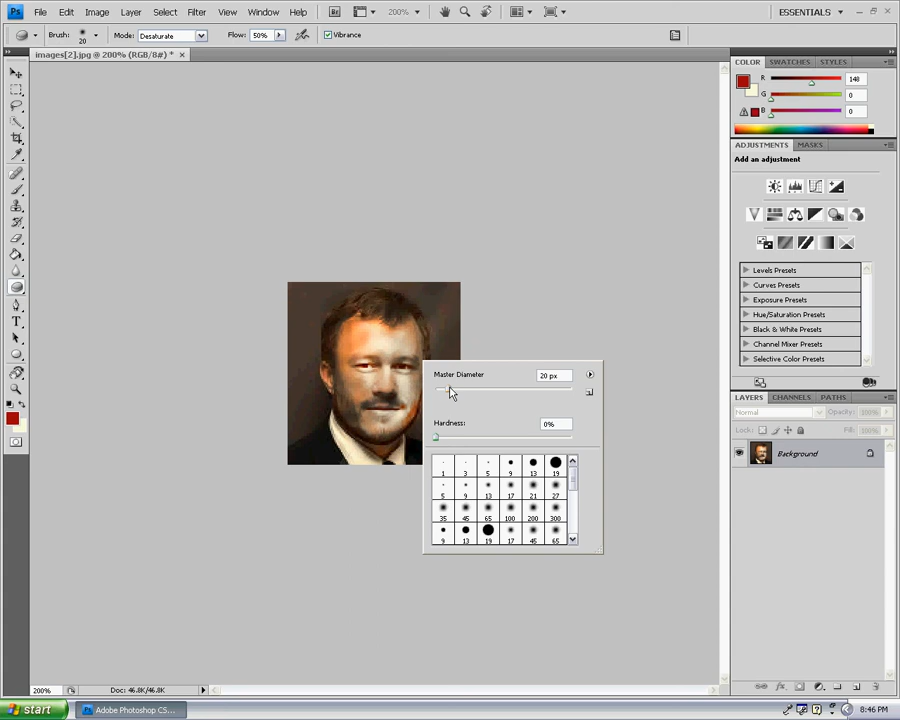 Ps File Edit Image Layer Select Filter View Window Help Br 200% ESSENTIALS
Brush: 20 Mode: Desaturate Flow: 50% Vibrance
images[2].jpg @ 200% (RGB/8#) *
COLOR SWATCHES STYLES
R 148
G 0
B 0
ADJUSTMENTS MASKS
Add an adjustment
Levels Presets
Curves Presets
Exposure Presets
Hue/Saturation Presets
Black & White Presets
Channel Mixer Presets
Selective Color Presets
Master Diameter 20 px
Hardness: 0%
1 3 5 9 13 19
5 9 13 17 21 27
35 45 65 100 200 300
9 13 19 17 45 65
LAYERS CHANNELS PATHS
Normal Opacity: 100%
Lock: Fill: 100%
Background
200% Doc: 46.8K/46.8K
start Adobe Photoshop CS... 8:46 PM